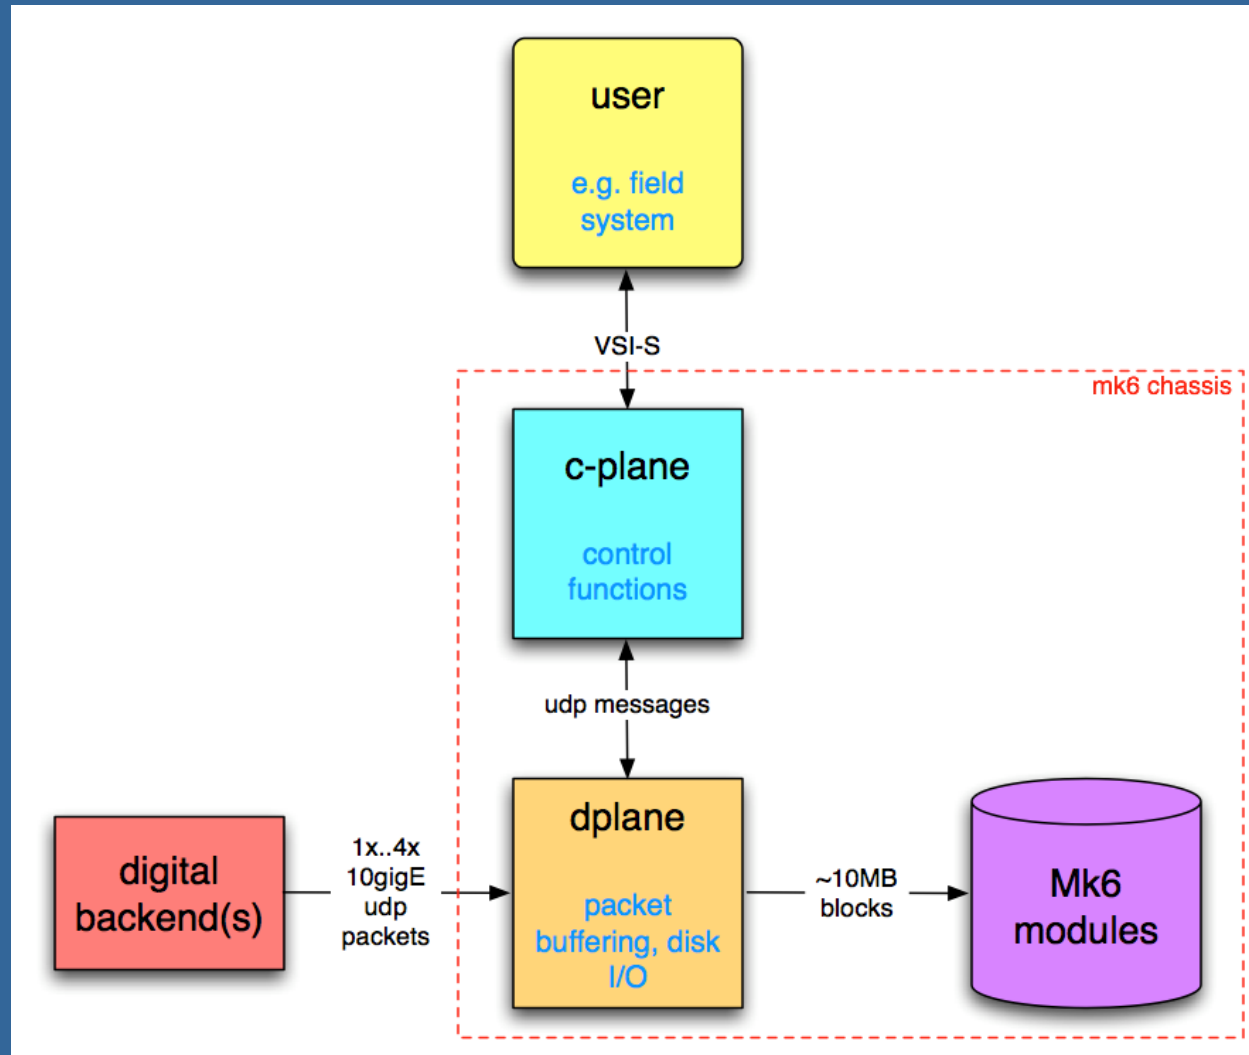 user
e.g. field
system
VSI-S
mk6 chassis
c-plane
control
functions
udp messages
digital
backend(s)
1x..4x
10gigE
udp
packets
dplane
packet
buffering, disk
I/O
~10MB
blocks
Mk6
modules